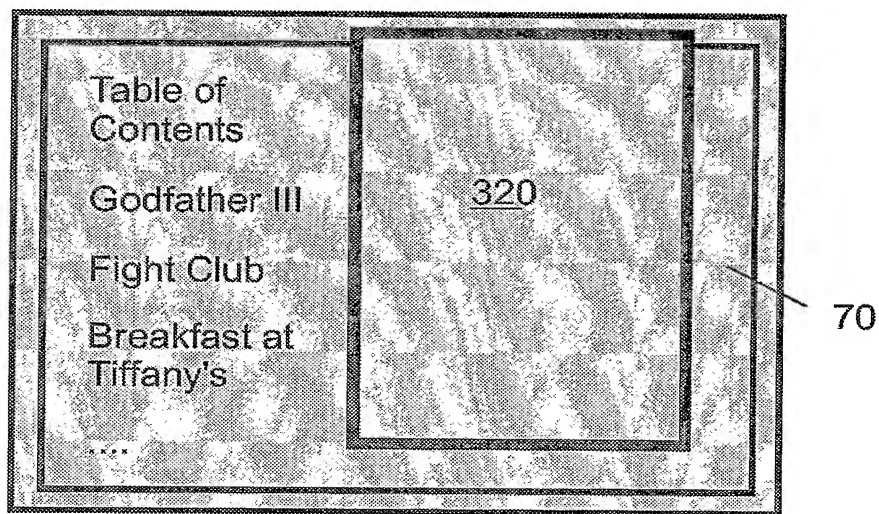 Table of
Contents
Godfather III
Fight Club
Breakfast at
Tiffany's
....
320
70